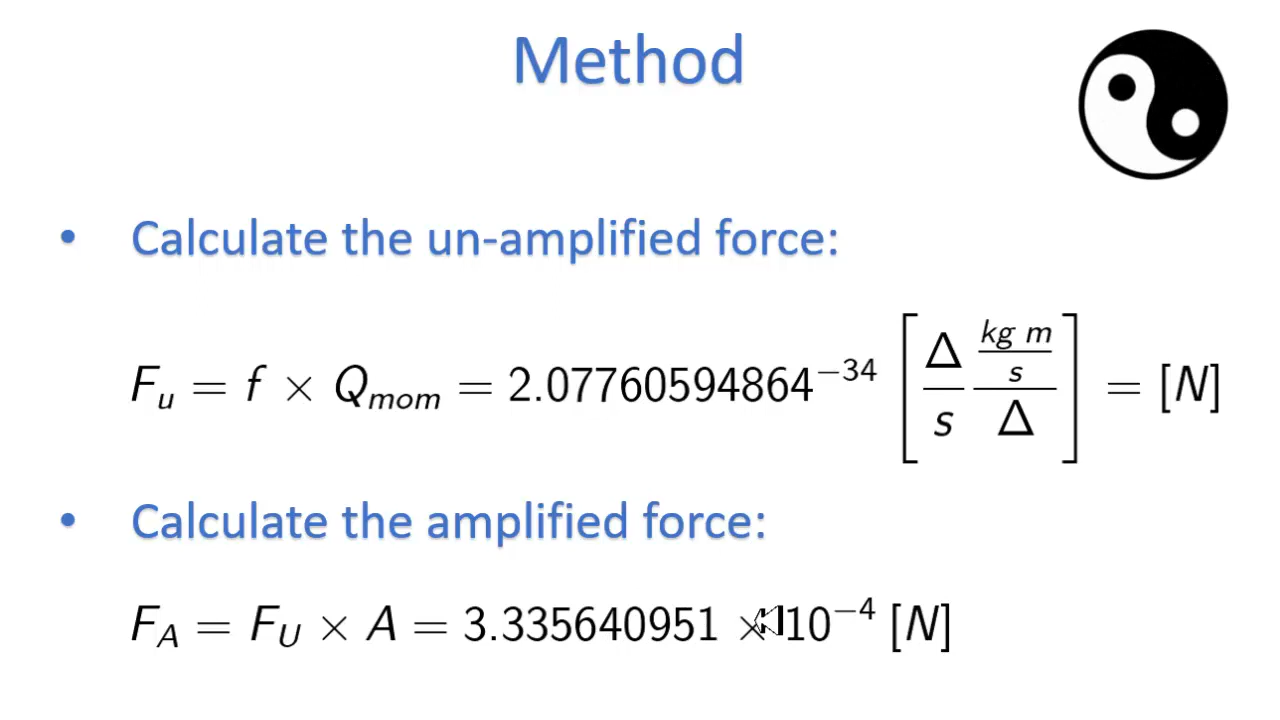 Method
• Calculate the un-amplified force:
F_u = f × Q_mom = 2.07760594864^−34 [Δ/s (kg m/s)/Δ] = [N]
• Calculate the amplified force:
F_A = F_U × A = 3.335640951 × 10^−4 [N]